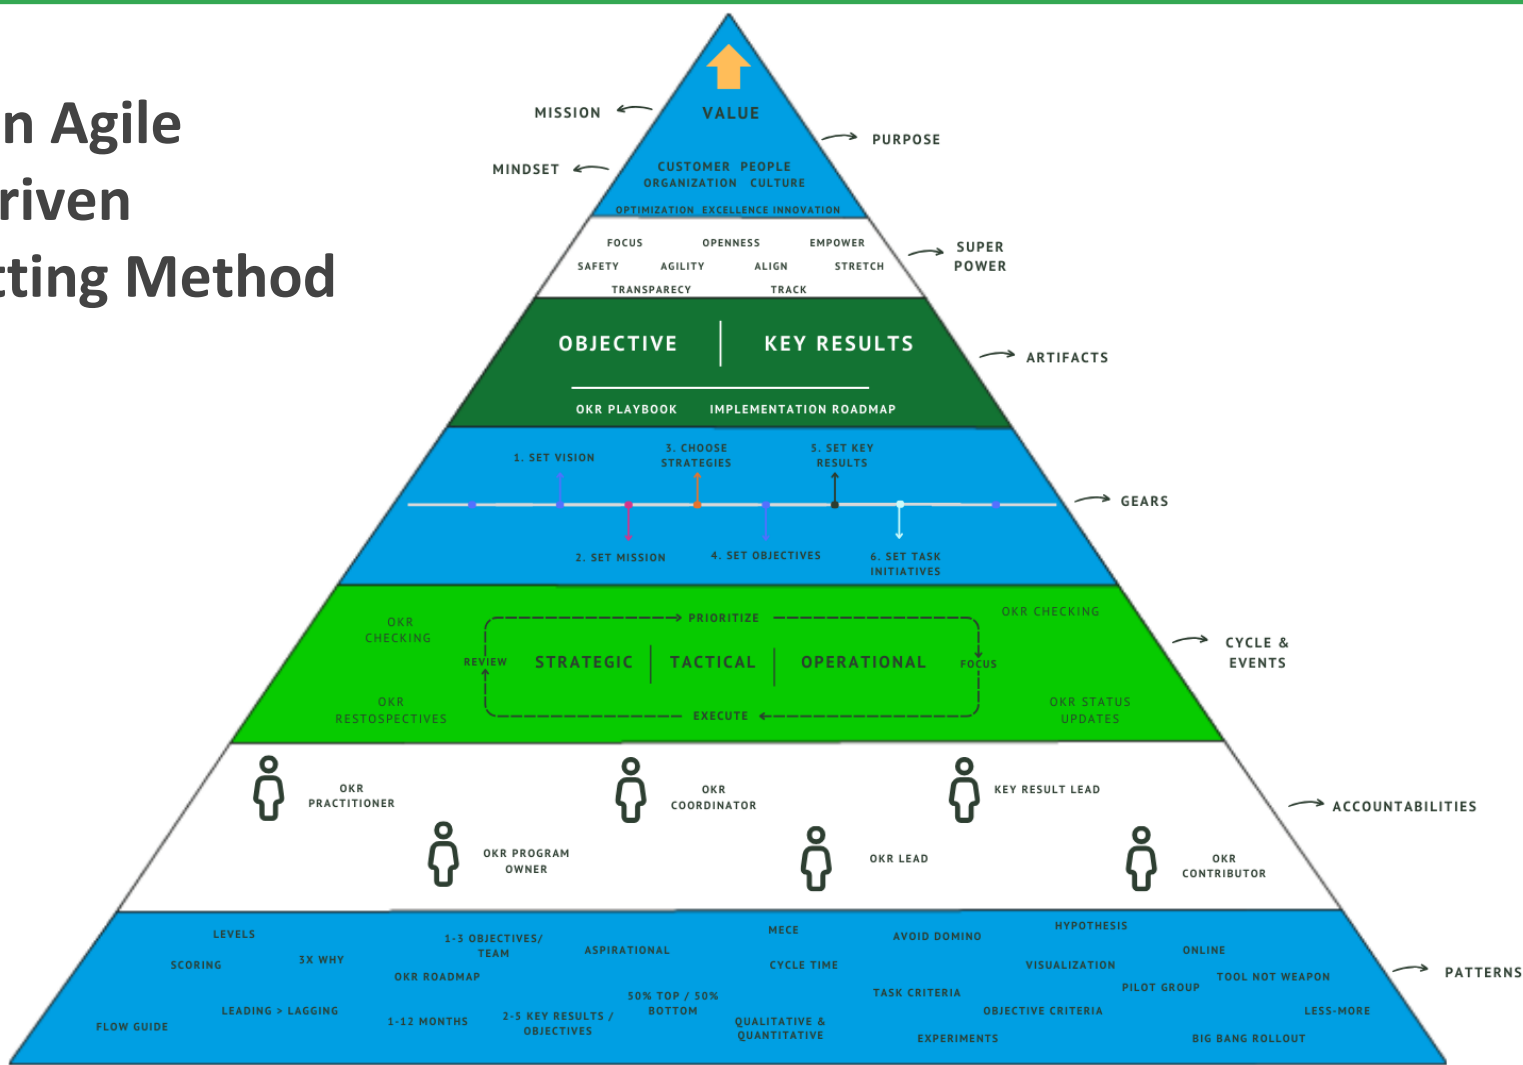 n Agile
riven
tting Method
VALUE
MISSION
PURPOSE
MINDSET
CUSTOMER PEOPLE
ORGANIZATION CULTURE
OPTIMIZATION EXCELLENCE INNOVATION
FOCUS OPENNESS EMPOWER
SAFETY AGILITY ALIGN STRETCH
TRANSPARECY TRACK
SUPER
POWER
OBJECTIVE KEY RESULTS
ARTIFACTS
OKR PLAYBOOK IMPLEMENTATION ROADMAP
1. SET VISION
3. CHOOSE
STRATEGIES
5. SET KEY
RESULTS
GEARS
2. SET MISSION
4. SET OBJECTIVES
6. SET TASK
INITIATIVES
OKR
CHECKING
PRIORITIZE
OKR CHECKING
REVIEW
STRATEGIC TACTICAL OPERATIONAL
FOCUS
CYCLE &
EVENTS
OKR
RESTOSPECTIVES
EXECUTE
OKR STATUS
UPDATES
OKR
PRACTITIONER
OKR
COORDINATOR
KEY RESULT LEAD
ACCOUNTABILITIES
OKR PROGRAM
OWNER
OKR LEAD
OKR
CONTRIBUTOR
LEVELS
1-3 OBJECTIVES/
TEAM
ASPIRATIONAL
MECE
AVOID DOMINO
HYPOTHESIS
ONLINE
SCORING
3X WHY
OKR ROADMAP
CYCLE TIME
VISUALIZATION
TOOL NOT WEAPON
PATTERNS
PILOT GROUP
TASK CRITERIA
50% TOP / 50%
BOTTOM
LEADING > LAGGING
OBJECTIVE CRITERIA
LESS-MORE
FLOW GUIDE
1-12 MONTHS
2-5 KEY RESULTS /
OBJECTIVES
QUALITATIVE &
QUANTITATIVE
EXPERIMENTS
BIG BANG ROLLOUT